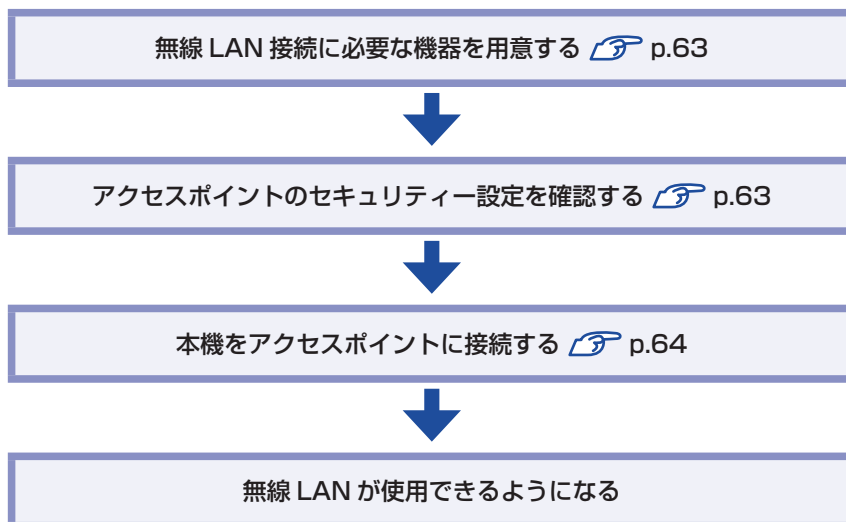 無線 LAN 接続に必要な機器を用意する p.63
アクセスポイントのセキュリティー設定を確認する p.63
本機をアクセスポイントに接続する p.64
無線 LAN が使用できるようになる